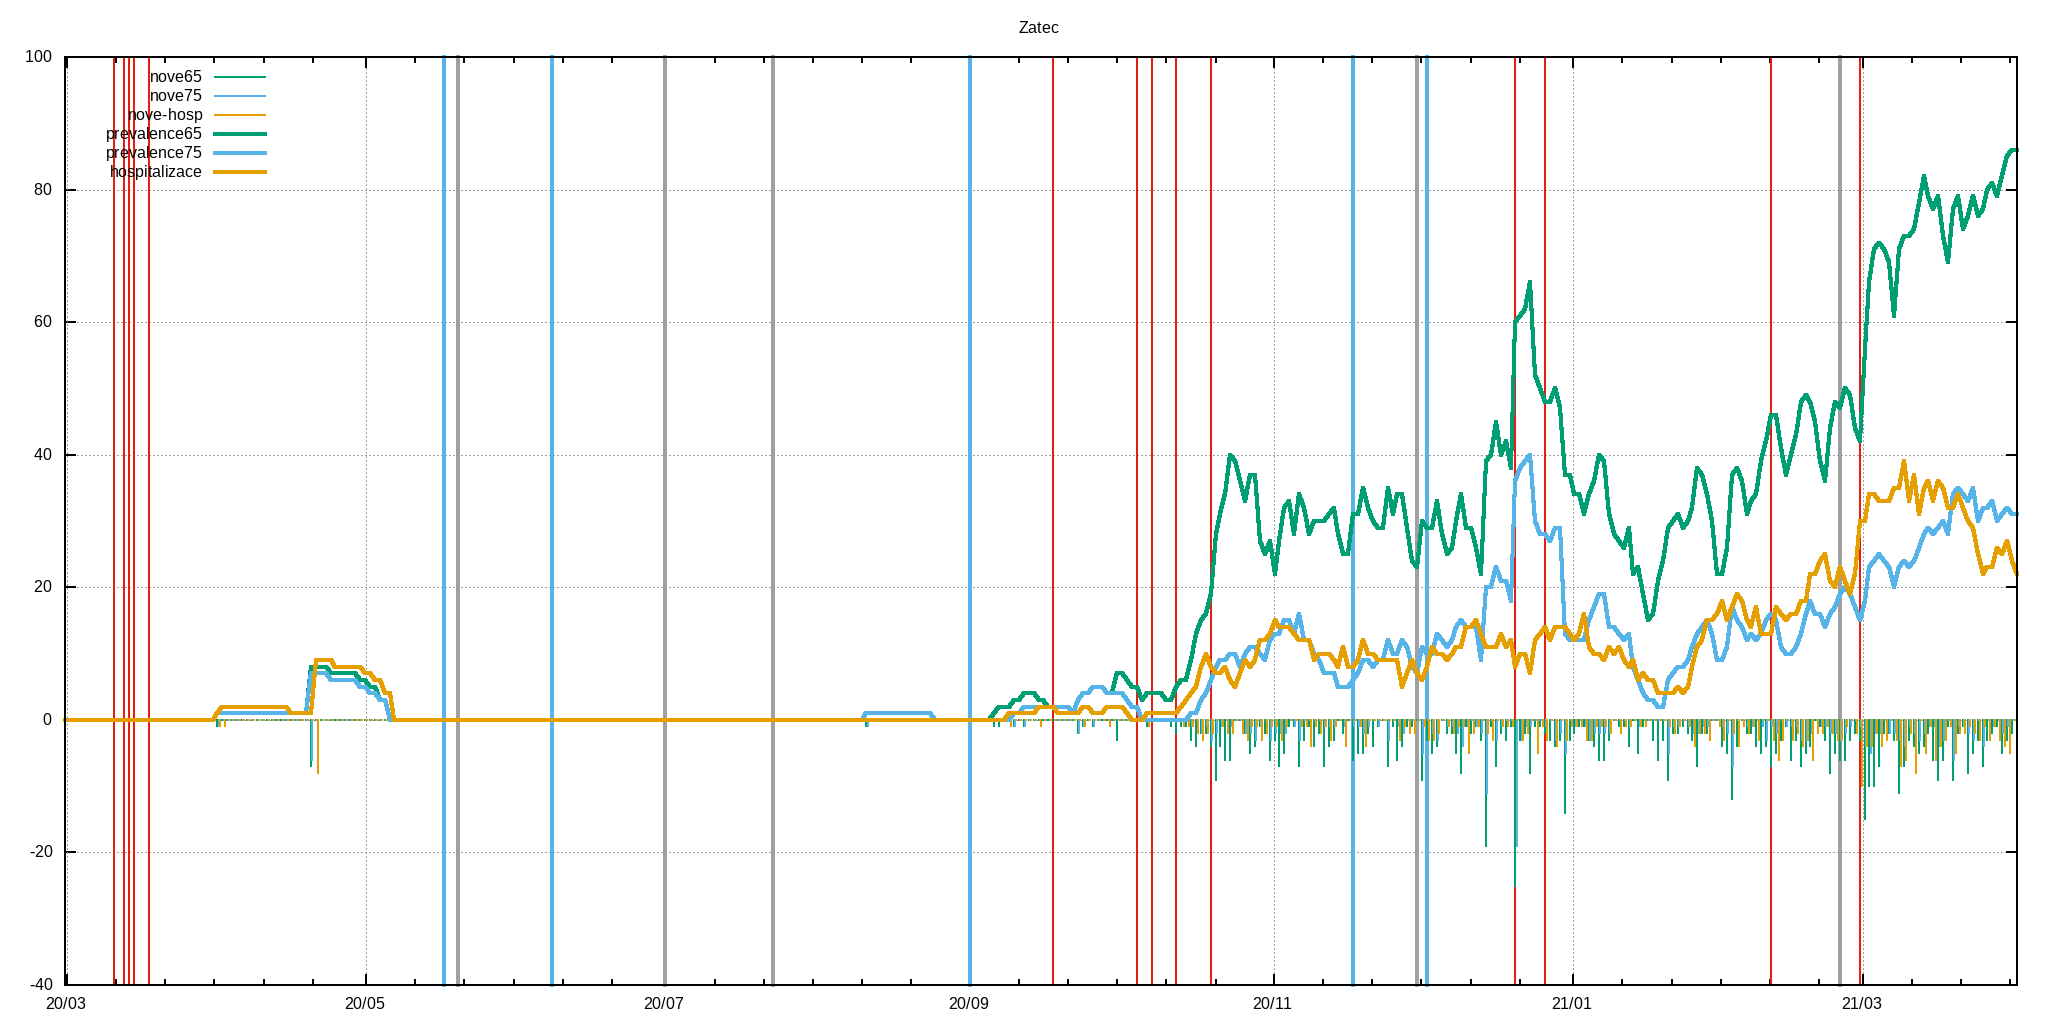 Zatec
100
nove65
nove75
nove-hosp
prevalence65
prevalence75
hospitalizace
80
60
40
20
0
-20
-40
20/03 20/05 20/07 20/09 20/11 21/01 21/03